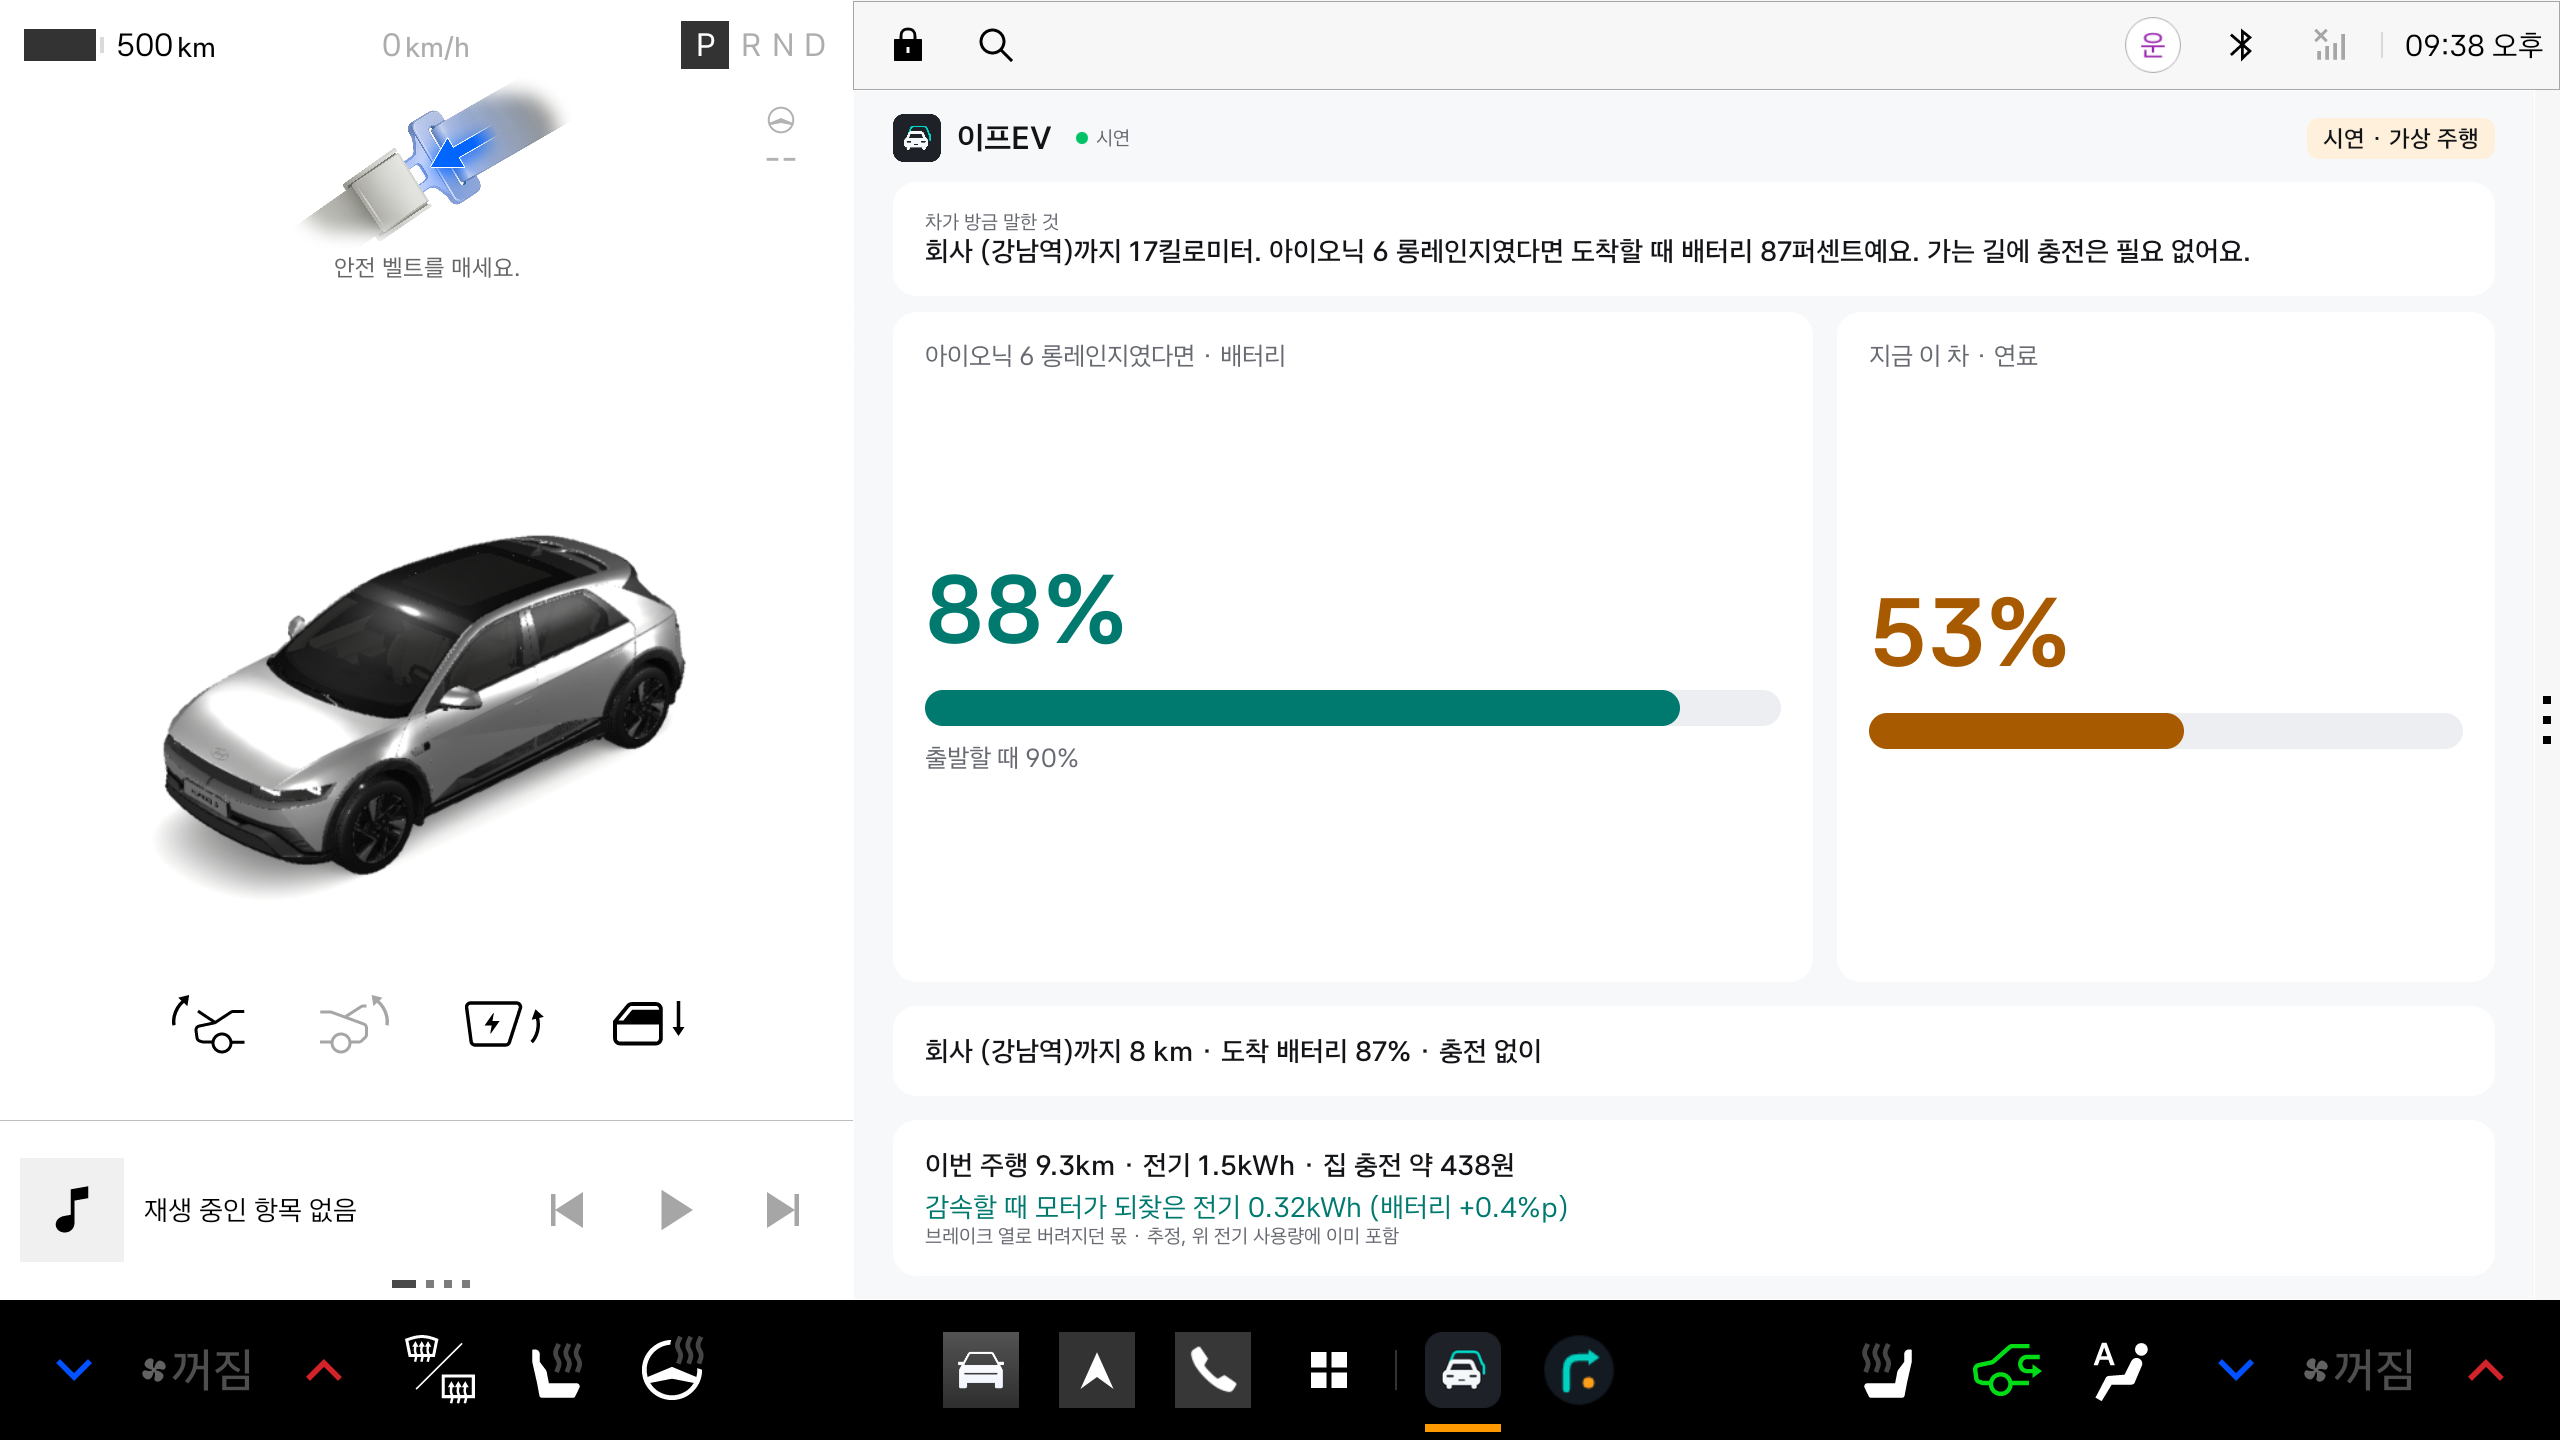 500 km
0 km/h
P R N D
안전 벨트를 매세요.
재생 중인 항목 없음
운
09:38 오후
이프EV
시연
시연 · 가상 주행
차가 방금 말한 것
회사 (강남역)까지 17킬로미터. 아이오닉 6 롱레인지였다면 도착할 때 배터리 87퍼센트예요. 가는 길에 충전은 필요 없어요.
아이오닉 6 롱레인지였다면 · 배터리
88%
출발할 때 90%
지금 이 차 · 연료
53%
회사 (강남역)까지 8 km · 도착 배터리 87% · 충전 없이
이번 주행 9.3km · 전기 1.5kWh · 집 충전 약 438원
감속할 때 모터가 되찾은 전기 0.32kWh (배터리 +0.4%p)
브레이크 열로 버려지던 몫 · 추정, 위 전기 사용량에 이미 포함
꺼짐
A
꺼짐